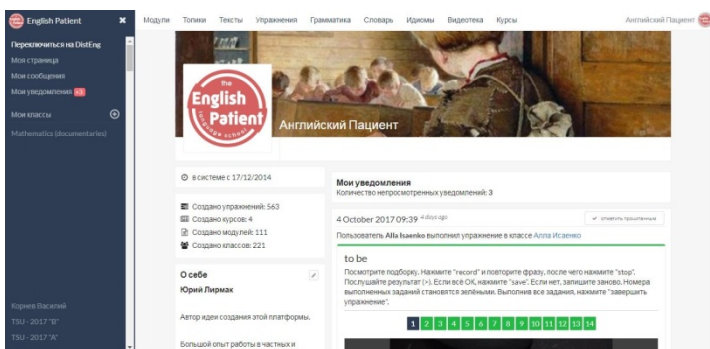 English Patient ✖
Модули Топики Тексты Упражнения Грамматика Словарь Идиомы Видеотека Курсы
Английский Пациент
Переключиться на DistEng
Моя страница
Мои сообщения
Мои уведомления +3
Мои классы
Mathematics (documentaries)
Корнев Василий
TSU - 2017 "B"
TSU - 2017 "A"
the
English
Patient
language school
Английский Пациент
в системе с 17/12/2014
Создано упражнений: 563
Создано курсов: 4
Создано модулей: 111
Создано классов: 221
О себе
Юрий Лирмак
Автор идеи создания этой платформы.
Большой опыт работы в частных и
Мои уведомления
Количество непросмотренных уведомлений: 3
4 October 2017 09:39 4 days ago
отметить прочитанным
Пользователь Alla Isaenko выполнил упражнение в классе Алла Исаенко
to be
Посмотрите подборку. Нажмите "record" и повторите фразу, после чего нажмите "stop".
Послушайте результат (>). Если всё ОК, нажмите "save". Если нет, запишите заново. Номера
выполненных заданий становятся зелёными. Выполнив все задания, нажмите "завершить
упражнение".
1 2 3 4 5 6 7 8 9 10 11 12 13 14